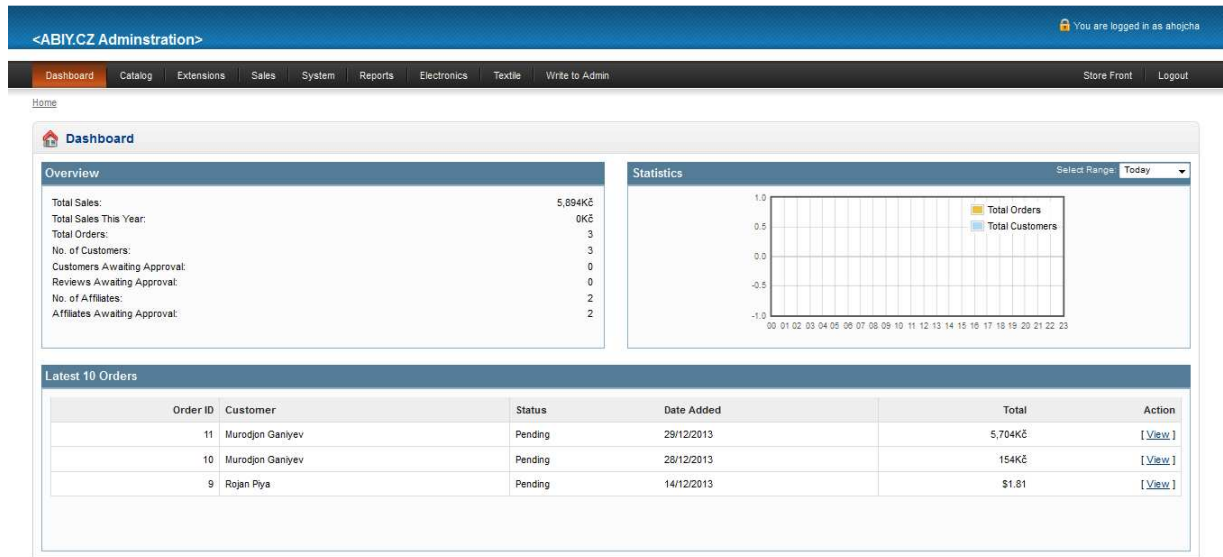 <ABIY.CZ Adminstration>
You are logged in as ahojcha
Dashboard Catalog Extensions Sales System Reports Electronics Textile Write to Admin Store Front Logout
Home
Dashboard
Overview
Total Sales: 5,894Kč
Total Sales This Year: 0Kč
Total Orders: 3
No. of Customers: 3
Customers Awaiting Approval: 0
Reviews Awaiting Approval: 0
No. of Affiliates: 2
Affiliates Awaiting Approval: 2
Statistics
Select Range: Today
1.0
0.5
0.0
-0.5
-1.0
Total Orders
Total Customers
00 01 02 03 04 05 06 07 08 09 10 11 12 13 14 15 16 17 18 19 20 21 22 23
Latest 10 Orders
Order ID Customer Status Date Added Total Action
11 Murodjon Ganiyev Pending 29/12/2013 5,704Kč [ View ]
10 Murodjon Ganiyev Pending 28/12/2013 154Kč [ View ]
9 Rojan Piya Pending 14/12/2013 $1.81 [ View ]